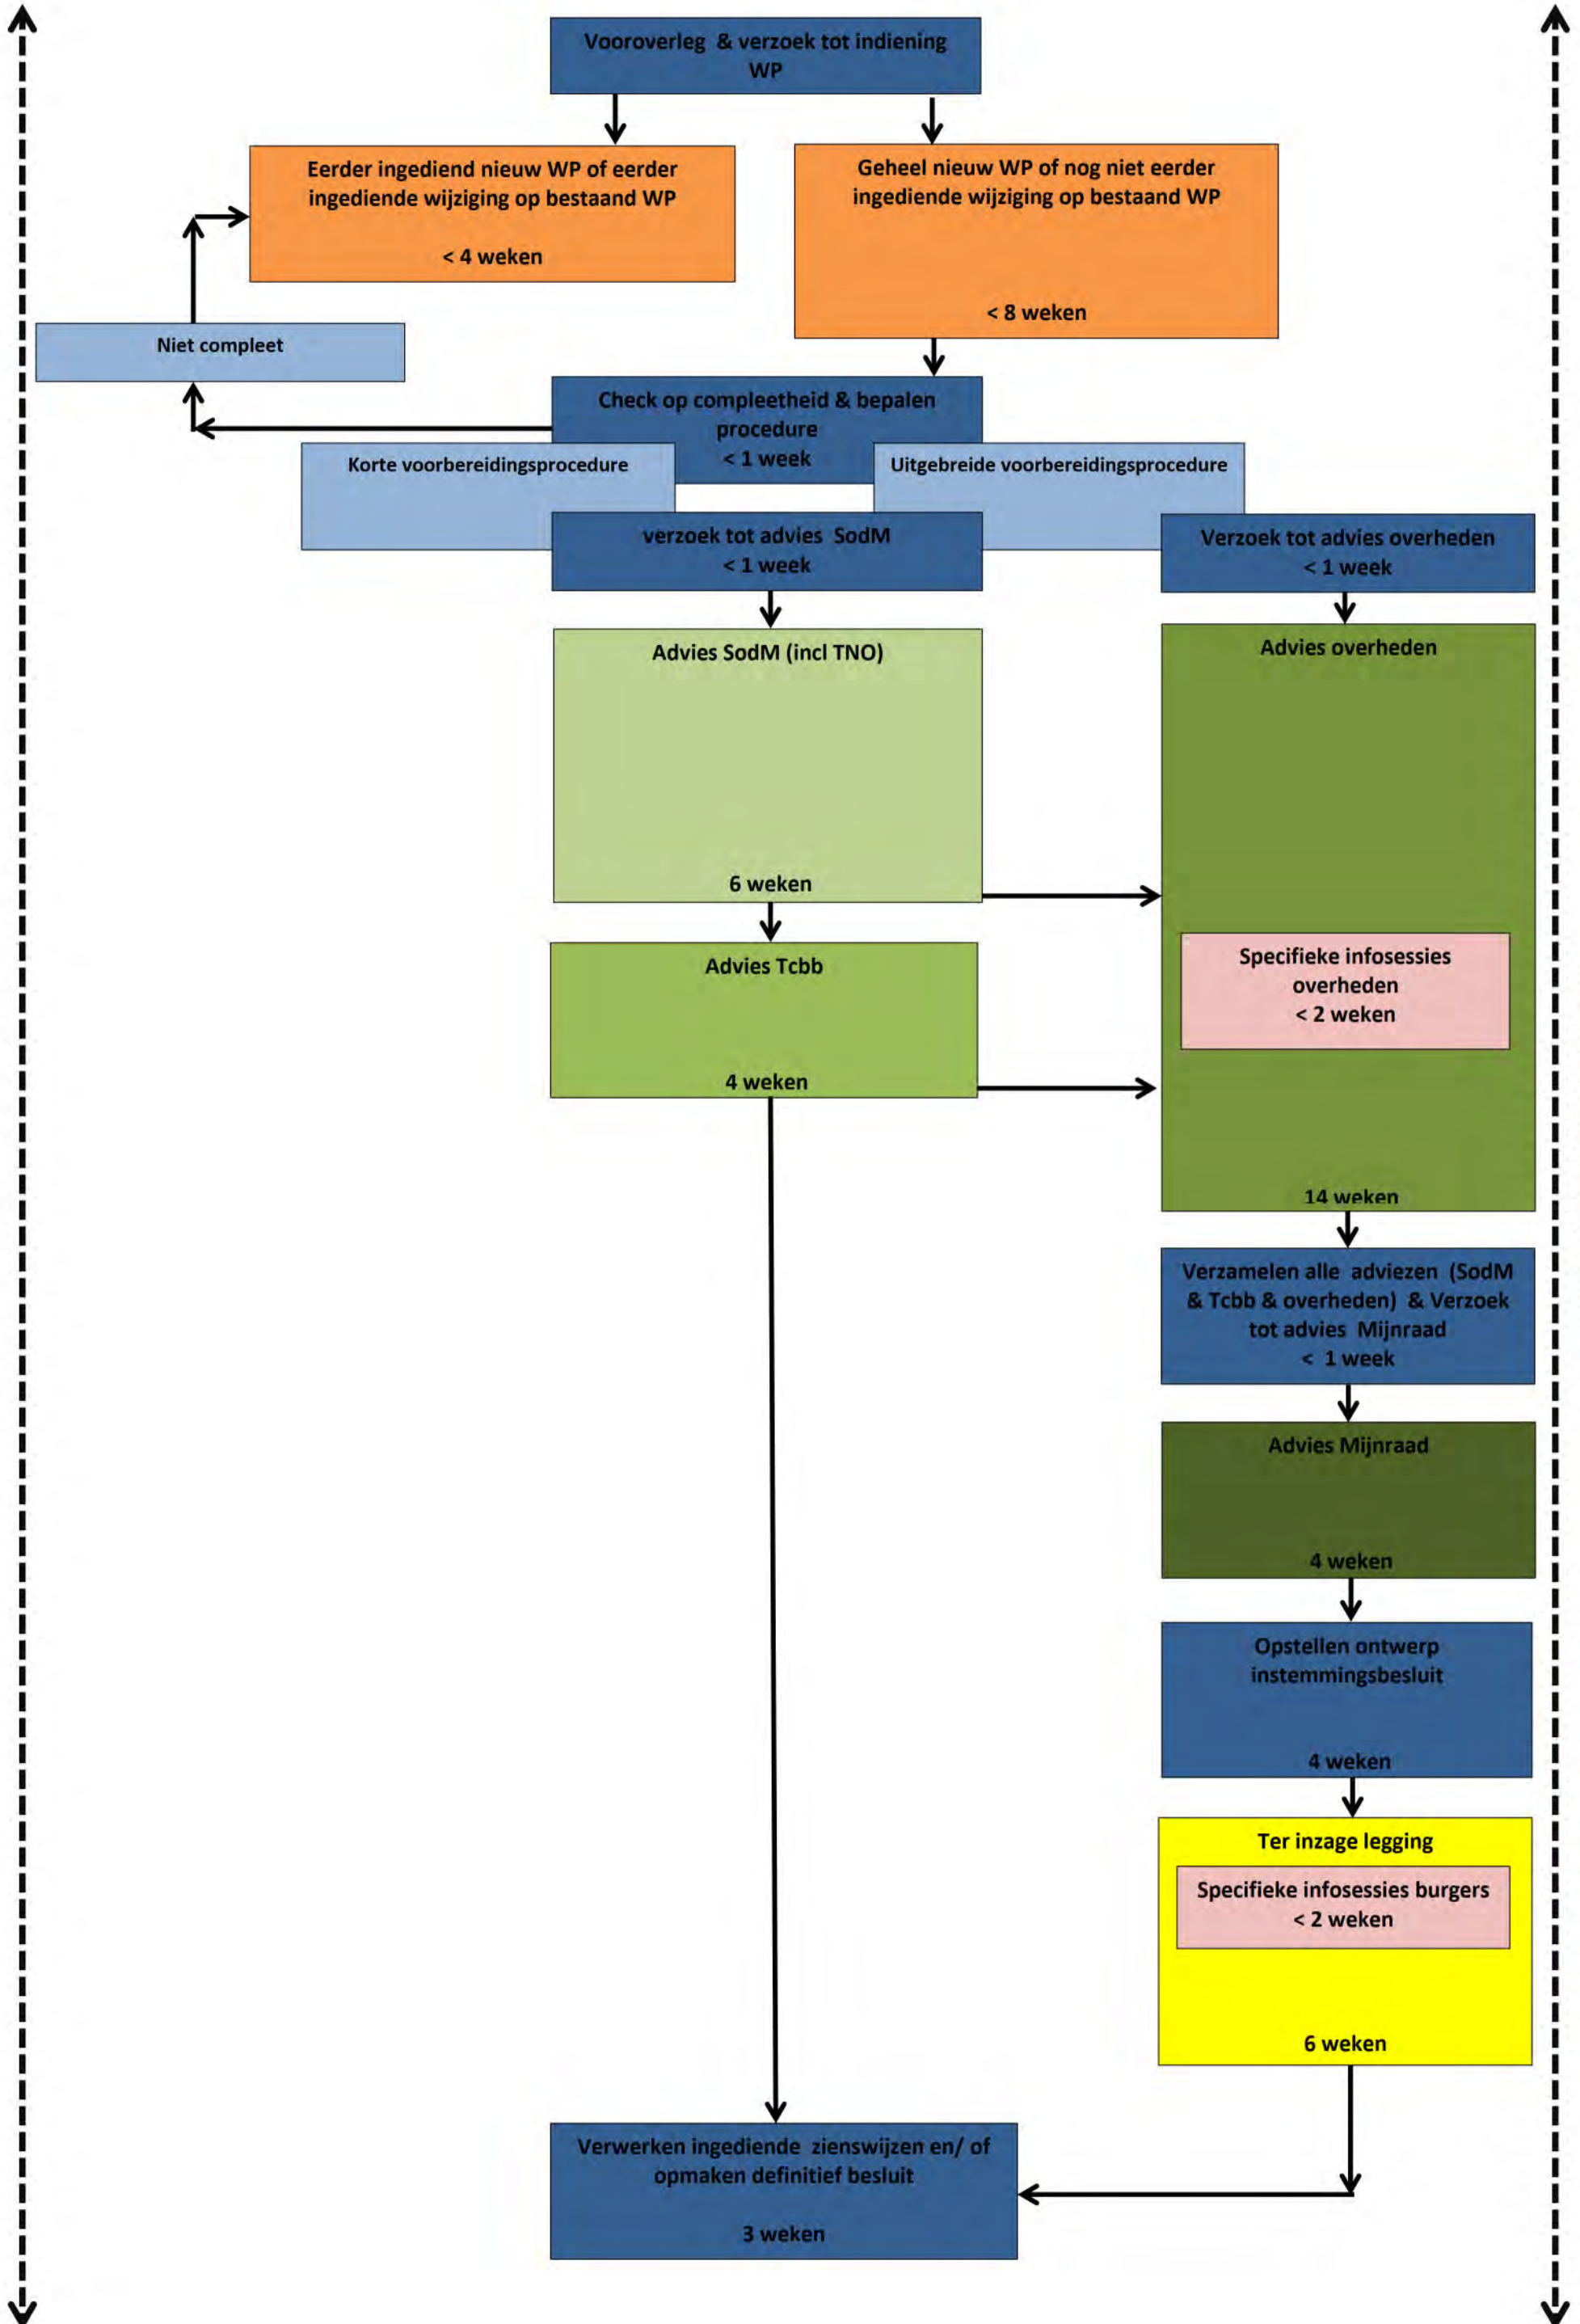 Vooroverleg & verzoek tot indiening
WP
Eerder ingediend nieuw WP of eerder
ingediende wijziging op bestaand WP
< 4 weken
Geheel nieuw WP of nog niet eerder
ingediende wijziging op bestaand WP
< 8 weken
Niet compleet
Check op compleetheid & bepalen
procedure
< 1 week
Korte voorbereidingsprocedure
Uitgebreide voorbereidingsprocedure
verzoek tot advies SodM
< 1 week
Verzoek tot advies overheden
< 1 week
Advies SodM (incl TNO)
6 weken
Advies overheden
Specifieke infosessies
overheden
< 2 weken
14 weken
Advies Tcbb
4 weken
Verzamelen alle adviezen (SodM
& Tcbb & overheden) & Verzoek
tot advies Mijnraad
< 1 week
Advies Mijnraad
4 weken
Opstellen ontwerp
instemmingsbesluit
4 weken
Ter inzage legging
Specifieke infosessies burgers
< 2 weken
6 weken
Verwerken ingediende zienswijzen en/ of
opmaken definitief besluit
3 weken